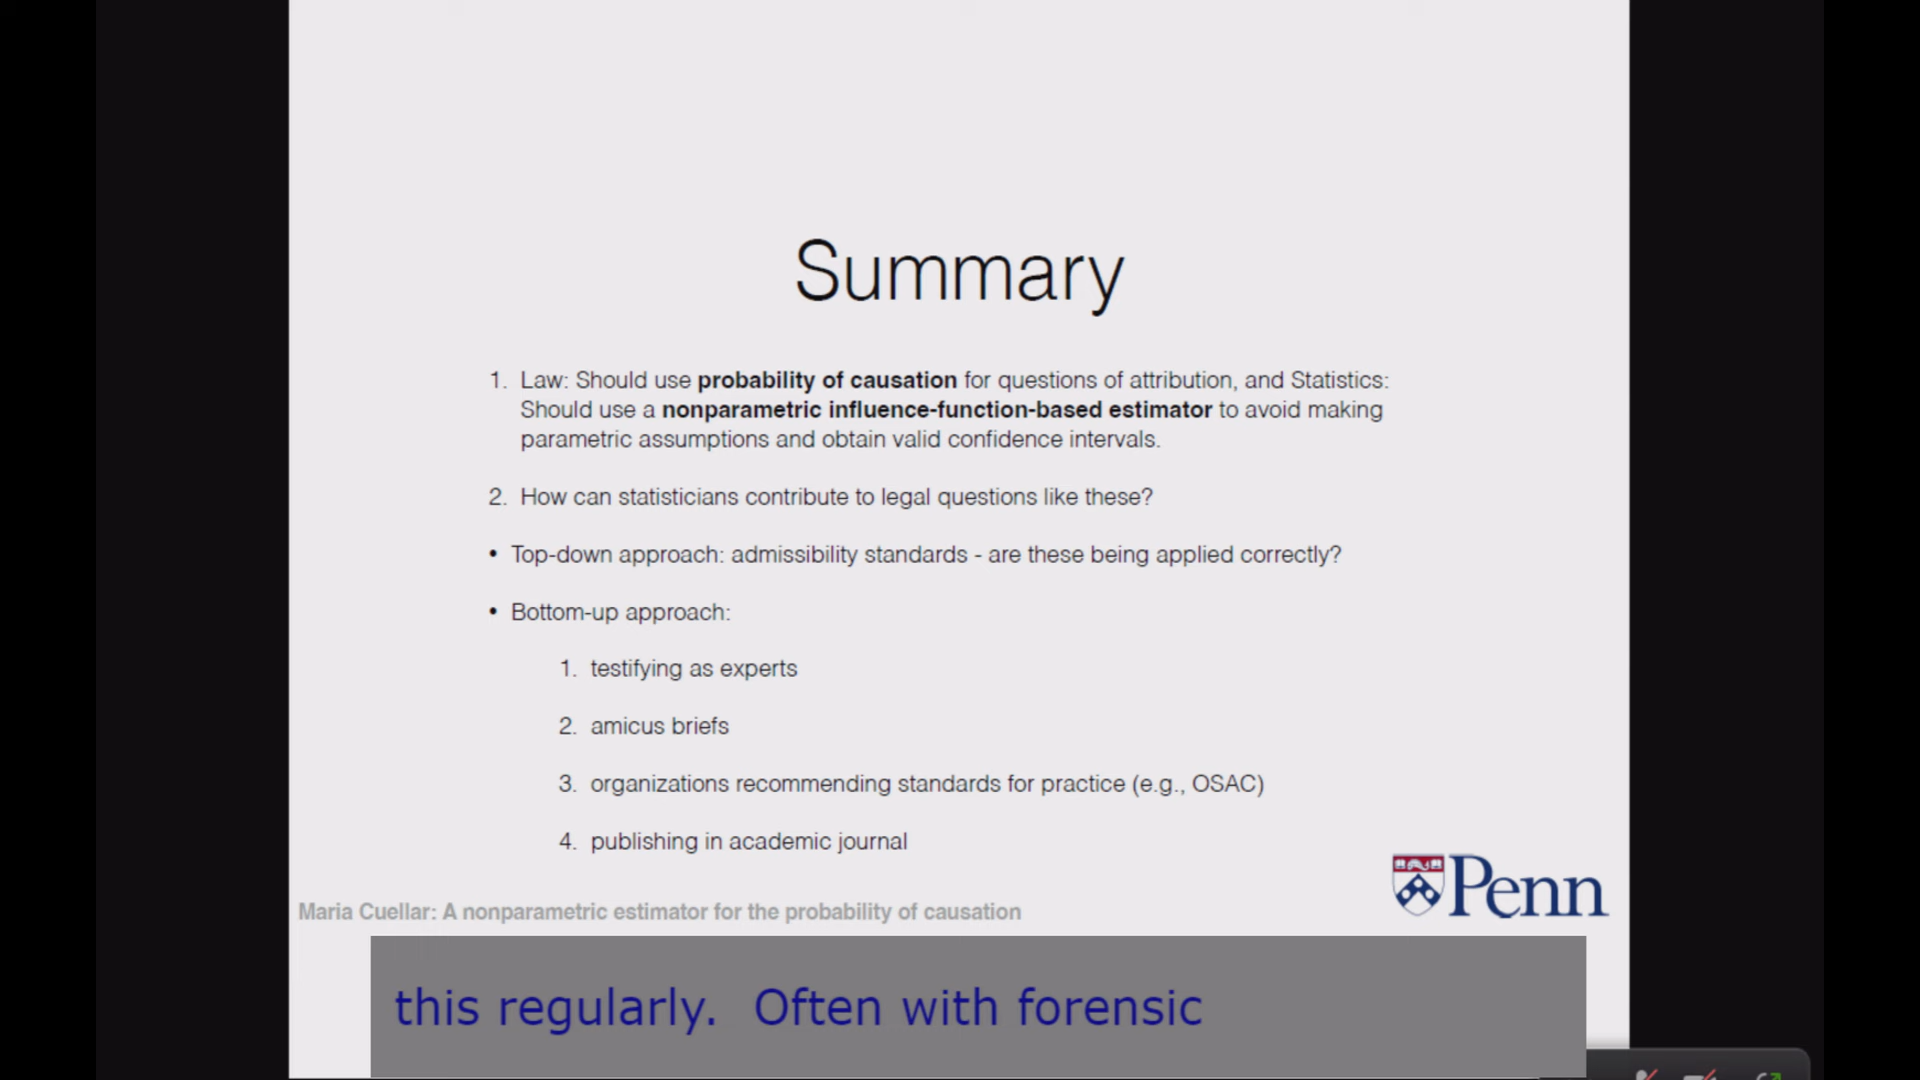 Summary
1. Law: Should use probability of causation for questions of attribution, and Statistics:
Should use a nonparametric influence-function-based estimator to avoid making
parametric assumptions and obtain valid confidence intervals.
2. How can statisticians contribute to legal questions like these?
• Top-down approach: admissibility standards - are these being applied correctly?
• Bottom-up approach:
1. testifying as experts
2. amicus briefs
3. organizations recommending standards for practice (e.g., OSAC)
4. publishing in academic journal
Penn
Maria Cuellar: A nonparametric estimator for the probability of causation
this regularly.  Often with forensic